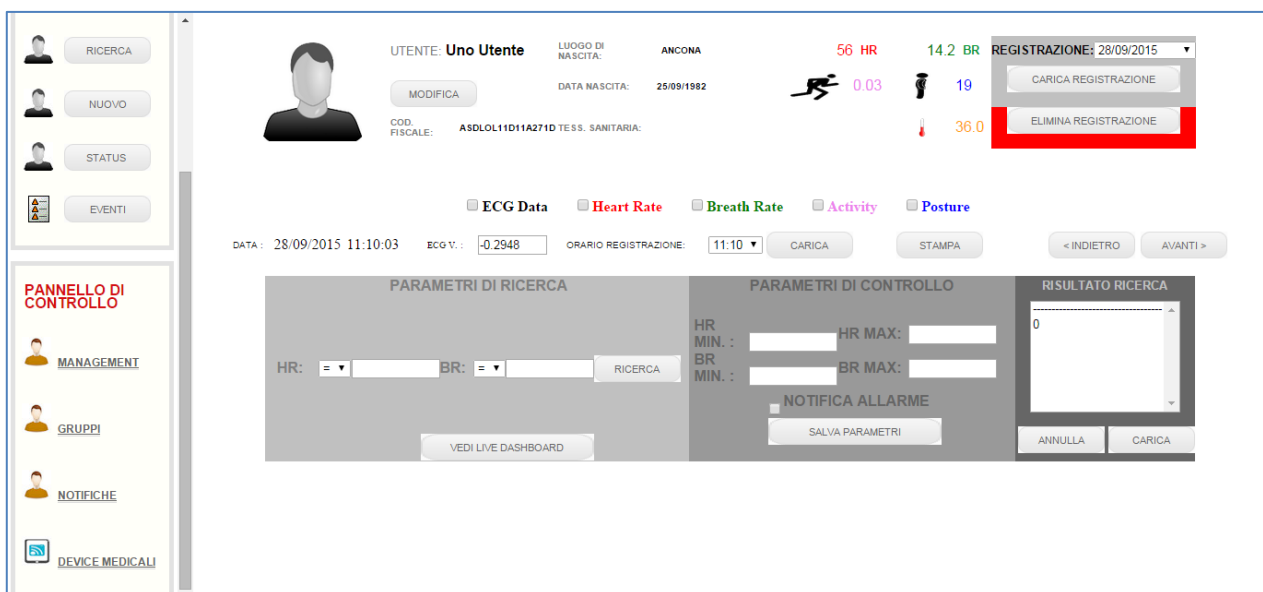 RICERCA
NUOVO
STATUS
EVENTI
PANNELLO DI
CONTROLLO
MANAGEMENT
GRUPPI
NOTIFICHE
DEVICE MEDICALI
UTENTE: Uno Utente
MODIFICA
COD.
FISCALE: ASDLOL11D11A271D
LUOGO DI
NASCITA: ANCONA
DATA NASCITA: 25/09/1982
TESS. SANITARIA:
56 HR 14.2 BR
0.03 19
36.0
REGISTRAZIONE: 28/09/2015
CARICA REGISTRAZIONE
ELIMINA REGISTRAZIONE
ECG Data Heart Rate Breath Rate Activity Posture
DATA : 28/09/2015 11:10:03 ECG V. : -0.2948 ORARIO REGISTRAZIONE: 11:10 CARICA STAMPA < INDIETRO AVANTI >
PARAMETRI DI RICERCA
HR: = BR: = RICERCA
VEDI LIVE DASHBOARD
PARAMETRI DI CONTROLLO
HR
MIN. : HR MAX:
BR
MIN. : BR MAX:
NOTIFICA ALLARME
SALVA PARAMETRI
RISULTATO RICERCA
--------------------------------
0
ANNULLA CARICA